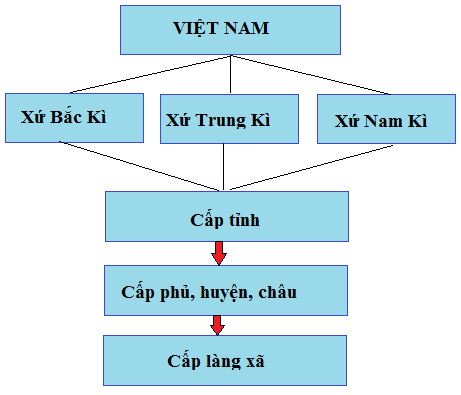 VIỆT NAM
Xứ Bắc Kì
Xứ Trung Kì
Xứ Nam Kì
Cấp tỉnh
Cấp phủ, huyện, châu
Cấp làng xã